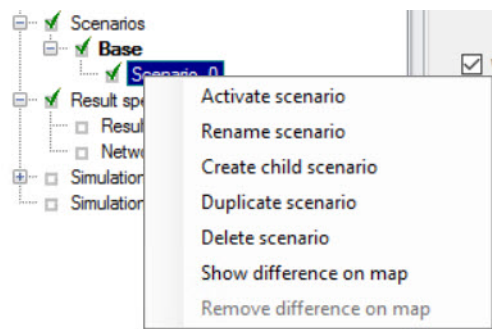 Scenarios
Base
Scenario_0
Result spe
Resul
Netwo
Simulation
Simulation
Activate scenario
Rename scenario
Create child scenario
Duplicate scenario
Delete scenario
Show difference on map
Remove difference on map